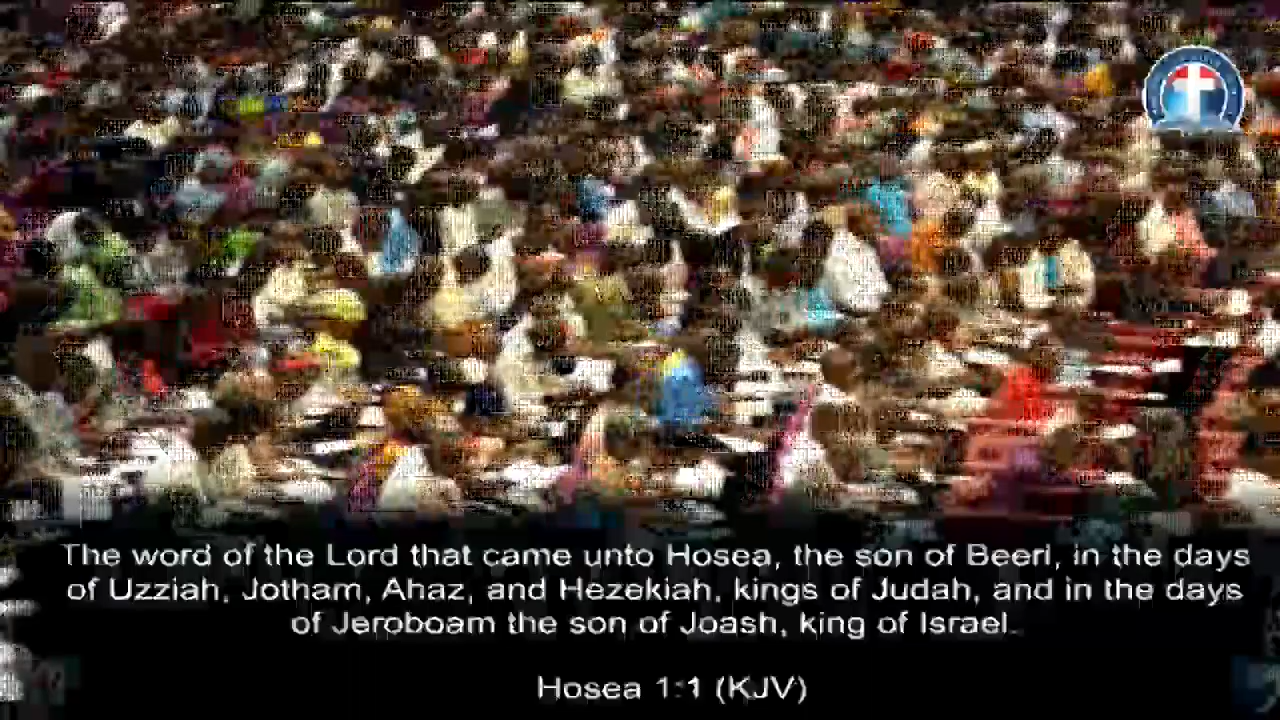 The word of the Lord that came unto Hosea, the son of Beeri, in the days
of Uzziah, Jotham, Ahaz, and Hezekiah, kings of Judah, and in the days
of Jeroboam the son of Joash, king of Israel.
Hosea 1:1 (KJV)